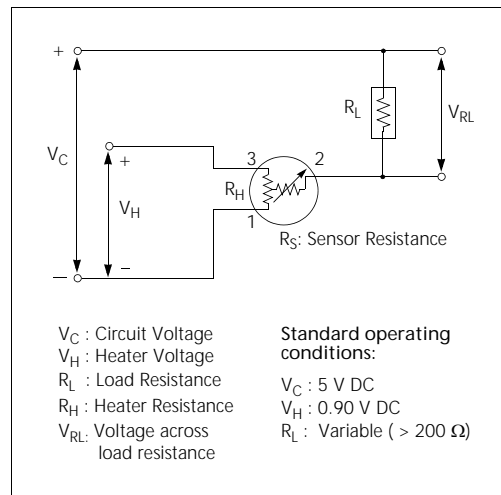 +
R_L
V_RL
V_C
+
3
2
R_H
V_H
1
R_S: Sensor Resistance
−
—
V_C : Circuit Voltage
V_H : Heater Voltage
R_L : Load Resistance
R_H : Heater Resistance
V_RL: Voltage across
load resistance
Standard operating
conditions:
V_C : 5 V DC
V_H : 0.90 V DC
R_L : Variable ( > 200 Ω)